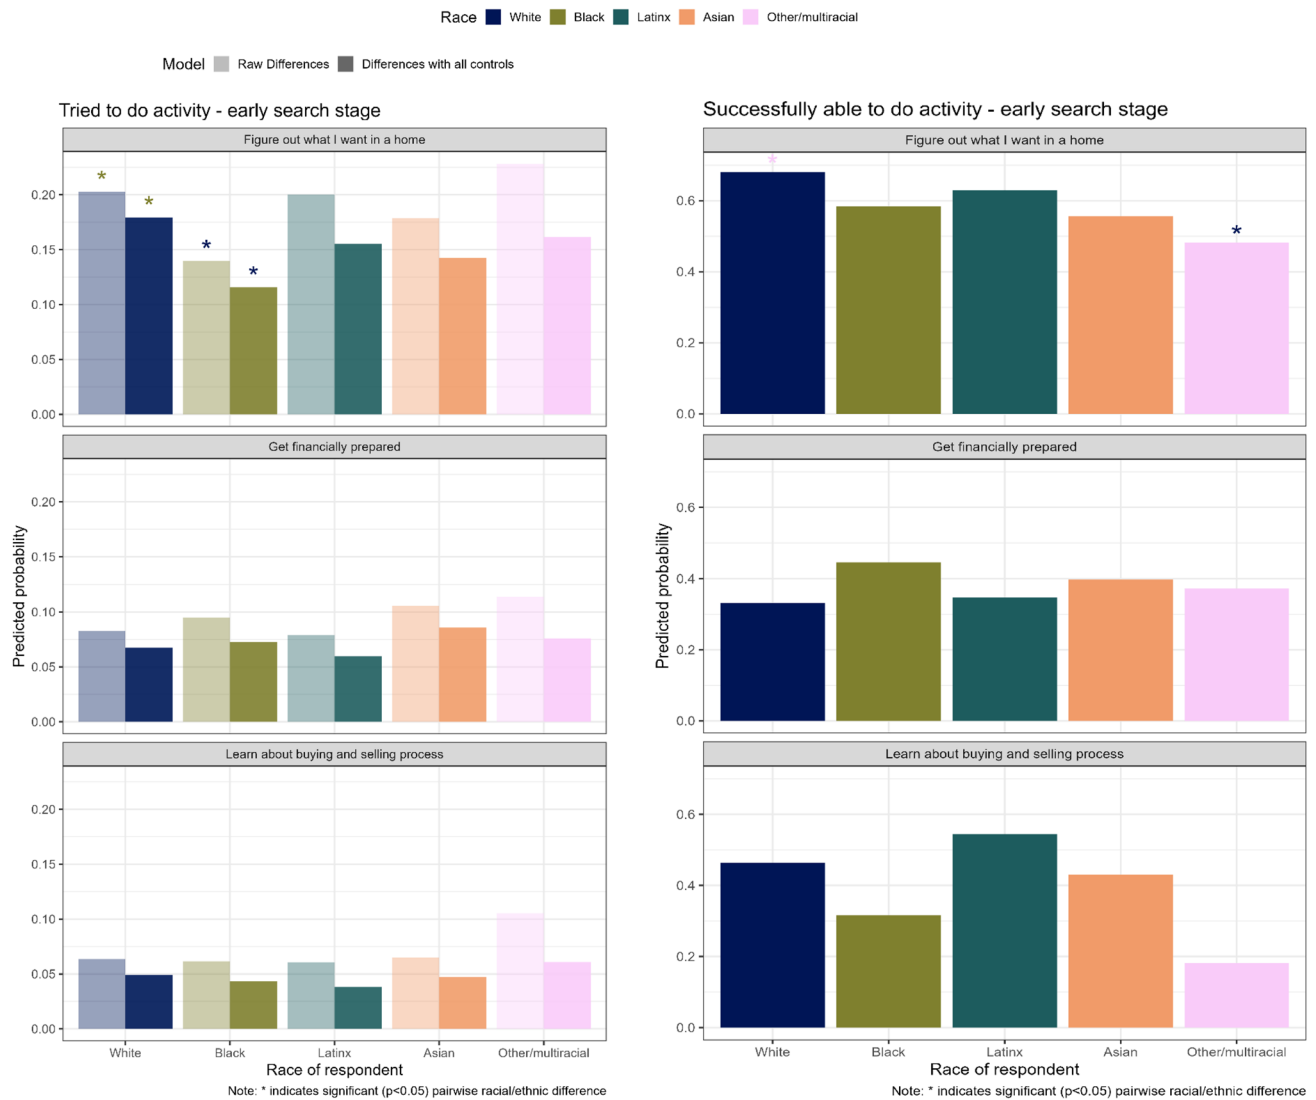 Race White Black Latinx Asian Other/multiracial
Model Raw Differences Differences with all controls
Tried to do activity - early search stage
Figure out what I want in a home
0.20
0.15
0.10
0.05
0.00
* * * *
Get financially prepared
0.20
0.15
0.10
0.05
0.00
Learn about buying and selling process
0.20
0.15
0.10
0.05
0.00
Predicted probability
White Black Latinx Asian Other/multiracial
Race of respondent
Note: * indicates significant (p<0.05) pairwise racial/ethnic difference
Successfully able to do activity - early search stage
Figure out what I want in a home
0.6
0.4
0.2
0.0
* *
Get financially prepared
0.6
0.4
0.2
0.0
Learn about buying and selling process
0.6
0.4
0.2
0.0
Predicted probability
White Black Latinx Asian Other/multiracial
Race of respondent
Note: * indicates significant (p<0.05) pairwise racial/ethnic difference